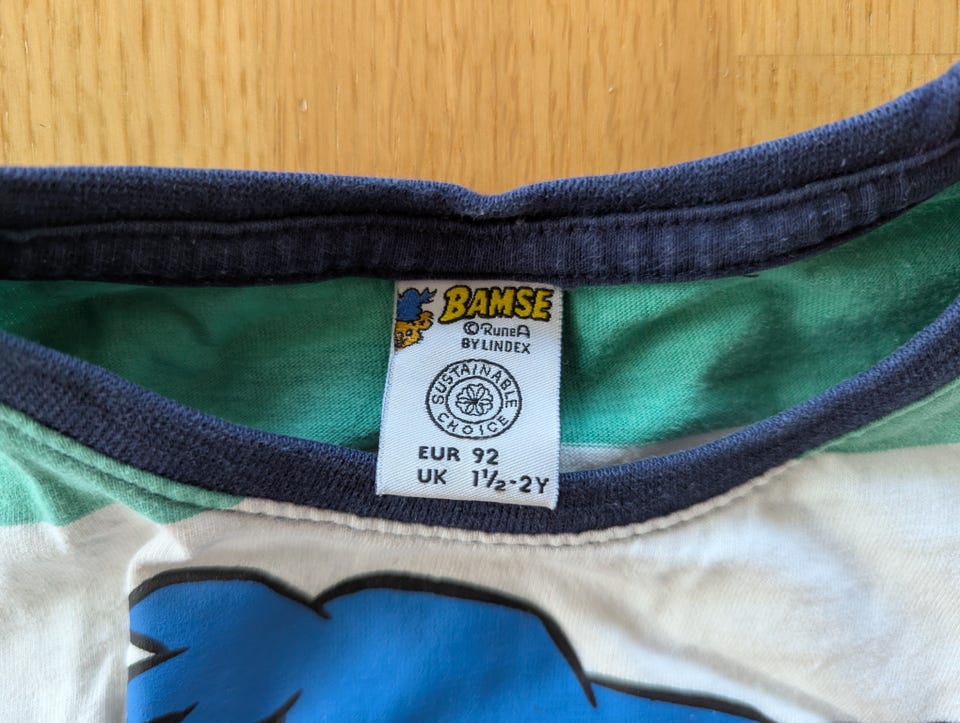 BAMSE
©RuneA
BY LINDEX
SUSTAINABLE
CHOICE
EUR 92
UK 1½-2Y